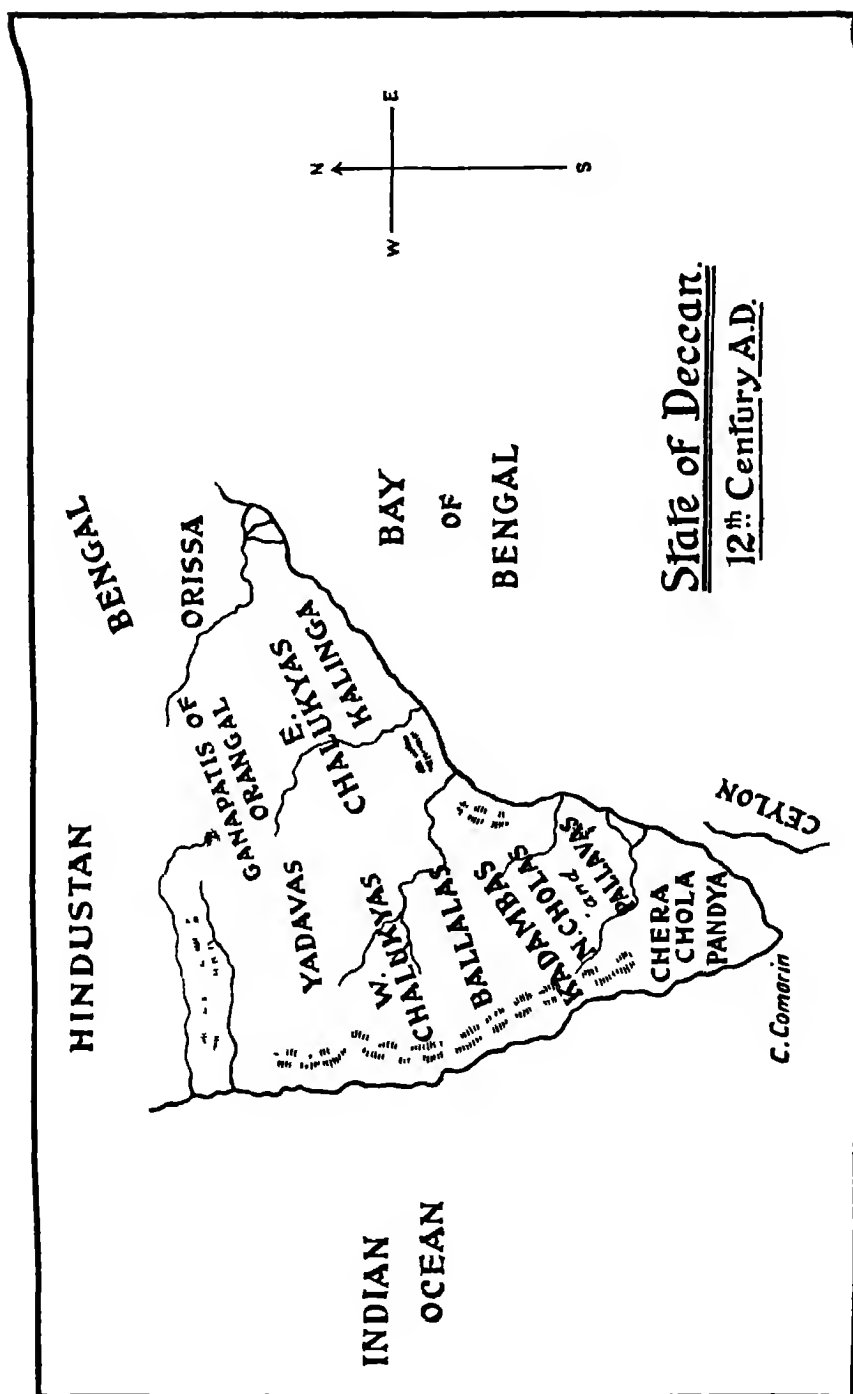 HINDUSTAN
BENGAL
ORISSA
GANAPATIS OF
ORANGAL
E.
CHALUKYAS
KALINGA
YADAVAS
W.
CHALUKYAS
BALLALAS
KADAMBAS
N. CHOLAS
and
PALLAVAS
CHERA
CHOLA
PANDYA
C. Comorin
CEYLON
INDIAN
OCEAN
BAY
OF
BENGAL
N
W
E
S
State of Deccan.
12th Century A.D.